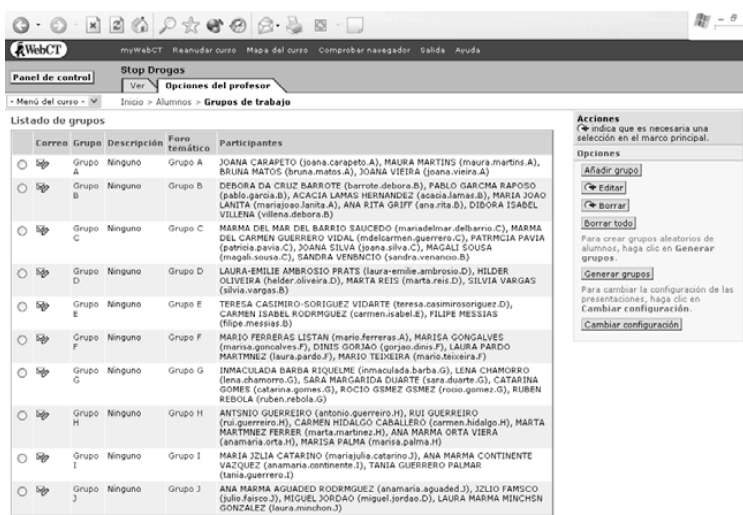 WebCT
myWebCT Reanudar curso Mapa del curso Comprobar navegador Salida Ayuda
Panel de control
Stop Drogas
Ver Opciones del profesor
- Menú del curso -
Inicio > Alumnos > Grupos de trabajo
Listado de grupos
Correo Grupo Descripción Foro temático Participantes
Grupo A Ninguno Grupo A JOANA CARAPETO (joana.carapeto.A), MAURA MARTINS (maura.martins.A),
BRUNA MATOS (bruna.matos.A), JOANA VIEIRA (joana.vieira.A)
Grupo B Ninguno Grupo B DEBORA DA CRUZ BARROTE (barrote.debora.B), PABLO GARCMA RAPOSO
(pablo.garcia.B), ACACIA LAMAS HERNANDEZ (acacia.lamas.B), MARIA JOAO
LANITA (mariajoao.lanita.A), ANA RITA GRIFF (ana.rita.B), DIBORA ISABEL
VILLENA (villena.debora.B)
Grupo C Ninguno Grupo C MARMA DEL MAR DEL BARRIO SAUCEDO (mariadelmar.delbarrio.C), MARMA
DEL CARMEN GUERRERO VIDAL (mdelcarmen.guerrero.C), PATRMCIA PAVIA
(patricia.pavia.C), JOANA SILVA (joana.silva.C), MAGALI SOUSA
(magali.sousa.C), SANDRA VENBNCIO (sandra.venancio.B)
Grupo D Ninguno Grupo D LAURA-EMILIE AMBROSIO PRATS (laura-emilie.ambrosio.D), HILDER
OLIVEIRA (helder.oliveira.D), MARTA REIS (marta.reis.D), SILVIA VARGAS
(silvia.vargas.B)
Grupo E Ninguno Grupo E TERESA CASIMIRO-SORIGUEZ VIDARTE (teresa.casimirosoriguez.D),
CARMEN ISABEL RODRMGUEZ (carmen.isabel.E), FILIPE MESSIAS
(filipe.messias.B)
Grupo F Ninguno Grupo F MARIO FERRERAS LISTAN (mario.ferreras.A), MARISA GONGALVES
(marisa.goncalves.F), DINIS GORJAO (gorjao.dinis.F), LAURA PARDO
MARTMNEZ (laura.pardo.F), MARIO TEIXEIRA (mario.teixeira.F)
Grupo G Ninguno Grupo G INMACULADA BARBA RIQUELME (inmaculada.barba.G), LENA CHAMORRO
(lena.chamorro.G), SARA MARGARIDA DUARTE (sara.duarte.G), CATARINA
GOMES (catarina.gomes.G), ROCIO GSMEZ GSMEZ (rocio.gomez.G), RUBEN
REBOLA (ruben.rebola.G)
Grupo H Ninguno Grupo H ANTSNIO GUERREIRO (antonio.guerreiro.H), RUI GUERREIRO
(rui.guerreiro.H), CARMEN HIDALGO CABALLERO (carmen.hidalgo.H), MARTA
MARTMNEZ FERRER (marta.martinez.H), ANA MARMA ORTA VIERA
(anamaria.orta.H), MARISA PALMA (marisa.palma.H)
Grupo I Ninguno Grupo I MARIA JZLIA CATARINO (mariajulia.catarino.J), ANA MARMA CONTINENTE
VAZQUEZ (anamaria.continente.I), TANIA GUERRERO PALMAR
(tania.guerrero.I)
Grupo J Ninguno Grupo J ANA MARMA AGUADED RODRMGUEZ (anamaria.aguaded.J), JZLIO FAMSCO
(julio.faisco.J), MIGUEL JORDAO (miguel.jordao.D), LAURA MARMA MINCHSN
GONZALEZ (laura.minchon.J)
Acciones
indica que es necesaria una
selección en el marco principal.
Opciones
Añadir grupo
Editar
Borrar
Borrar todo
Para crear grupos aleatorios de
alumnos, haga clic en Generar
grupos.
Generar grupos
Para cambiar la configuración de las
presentaciones, haga clic en
Cambiar configuración.
Cambiar configuración